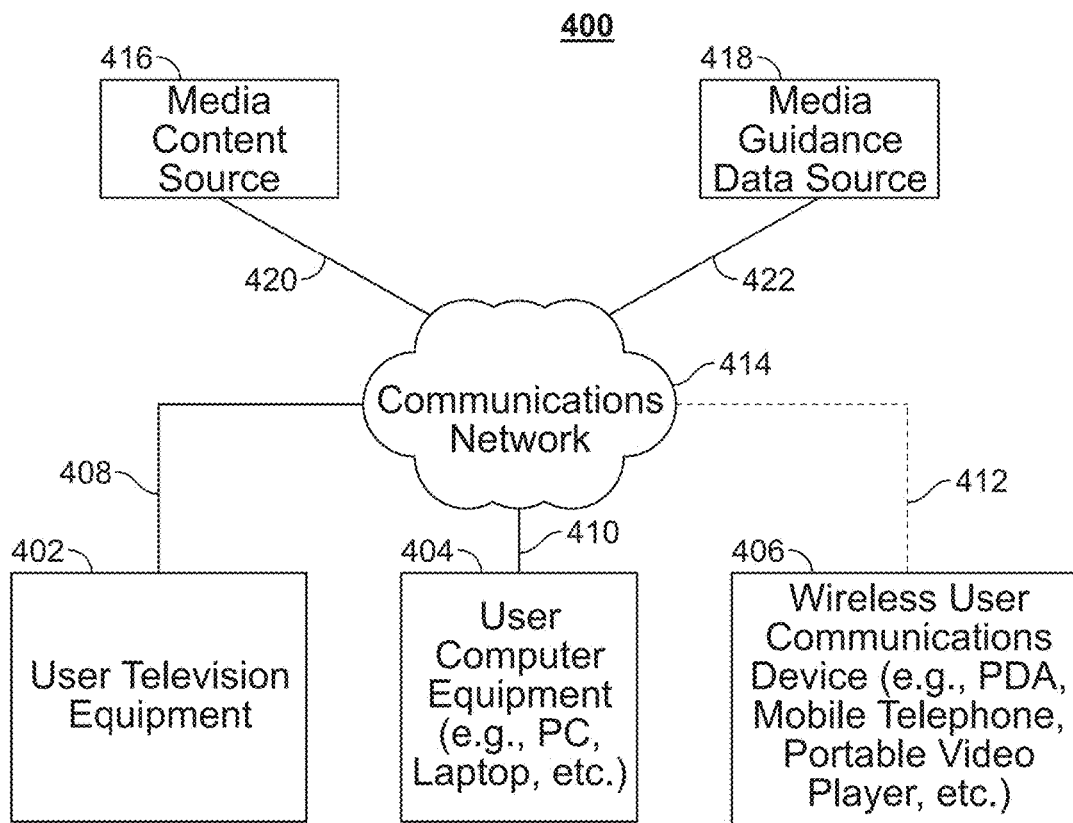 400
416
Media
Content
Source
418
Media
Guidance
Data Source
420
422
Communications
Network
414
408
410
412
402
User Television
Equipment
404
User
Computer
Equipment
(e.g., PC,
Laptop, etc.)
406
Wireless User
Communications
Device (e.g., PDA,
Mobile Telephone,
Portable Video
Player, etc.)